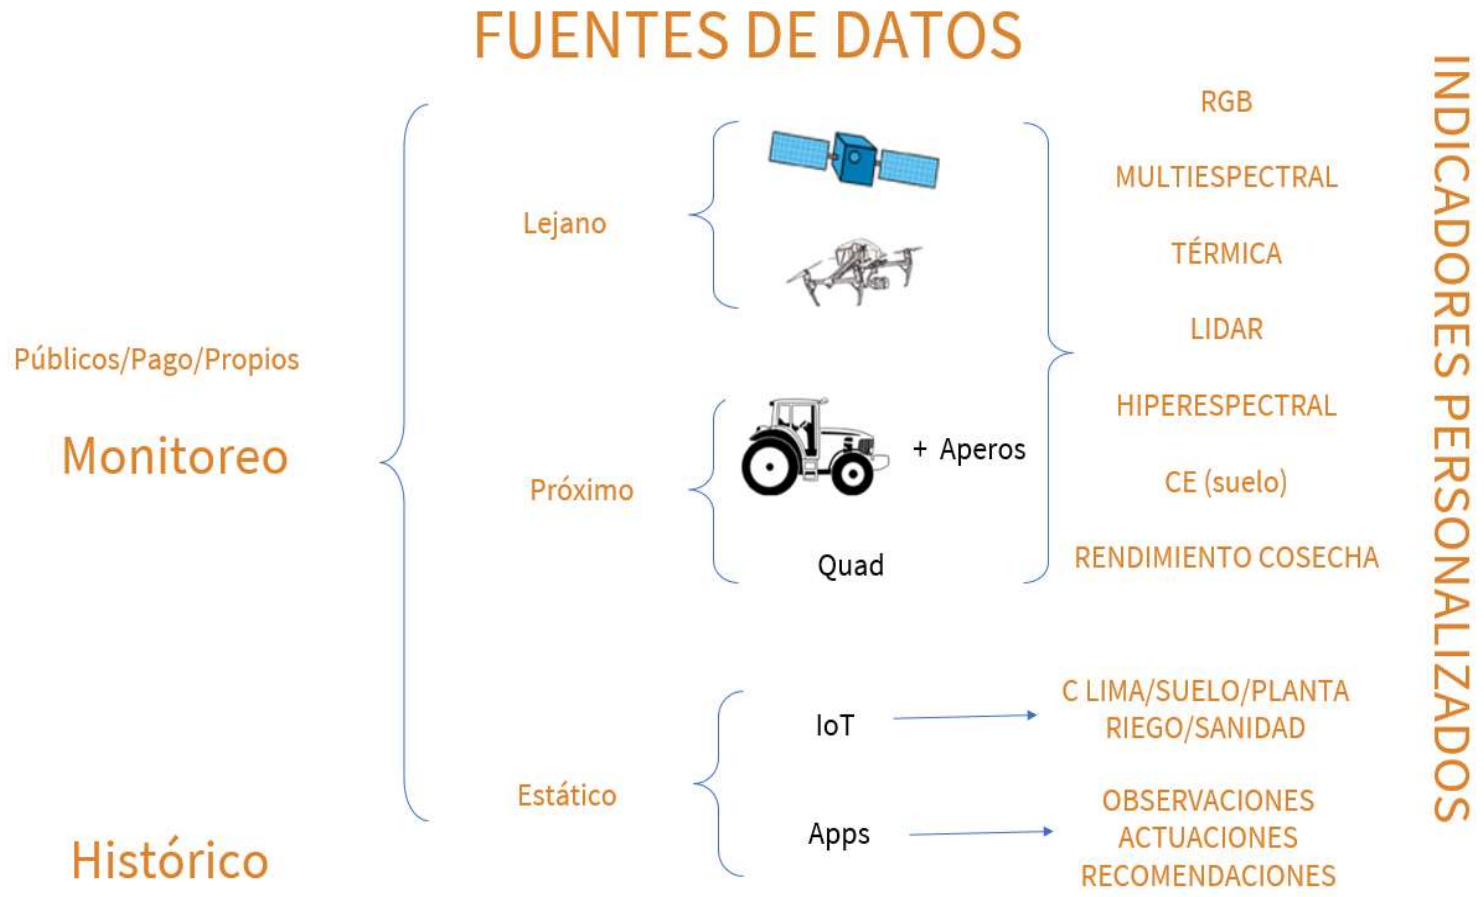 FUENTES DE DATOS
Públicos/Pago/Propios
Monitoreo
Histórico
Lejano
Próximo
+ Aperos
Quad
Estático
IoT
Apps
RGB
MULTIESPECTRAL
TÉRMICA
LIDAR
HIPERESPECTRAL
CE (suelo)
RENDIMIENTO COSECHA
C LIMA/SUELO/PLANTA
RIEGO/SANIDAD
OBSERVACIONES
ACTUACIONES
RECOMENDACIONES
INDICADORES PERSONALIZADOS